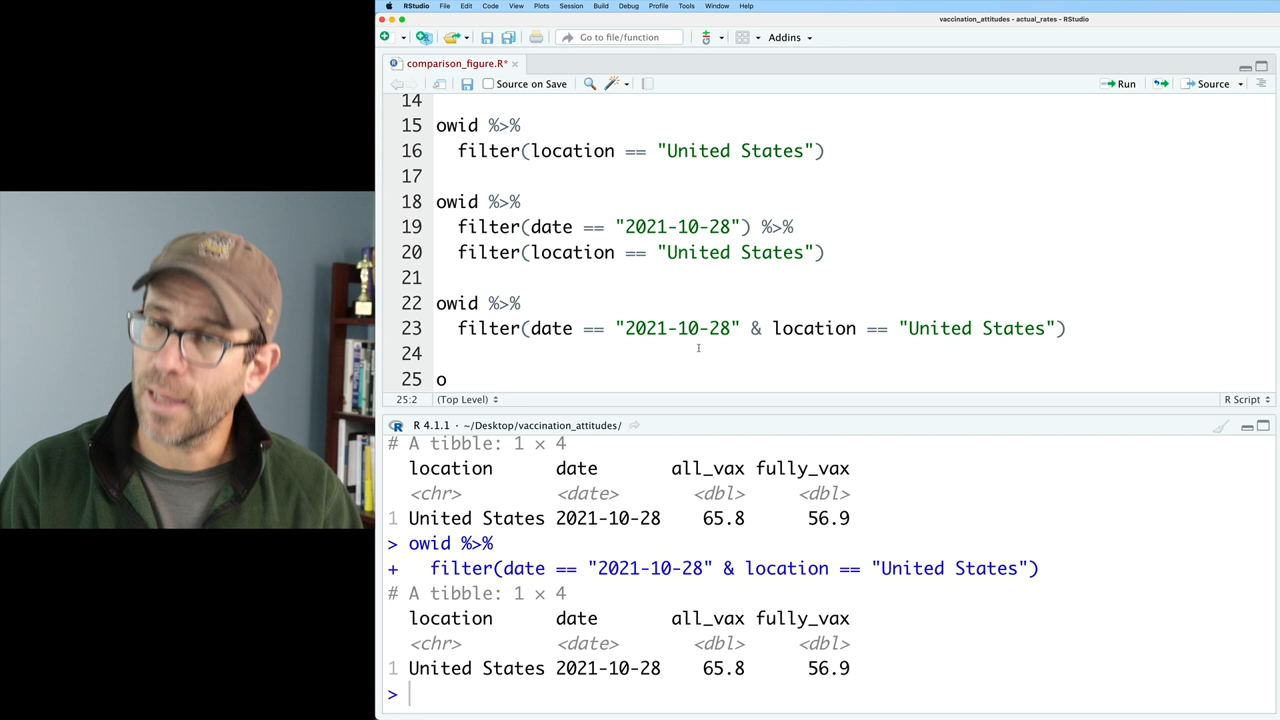 RStudio File Edit Code View Plots Session Build Debug Profile Tools Window Help
vaccination_attitudes - actual_rates - RStudio
Go to file/function Addins
comparison_figure.R*
Source on Save Run Source
14
15 owid %>%
16 filter(location == "United States")
17
18 owid %>%
19 filter(date == "2021-10-28") %>%
20 filter(location == "United States")
21
22 owid %>%
23 filter(date == "2021-10-28" & location == "United States")
24
25 o
25:2 (Top Level) R Script
R 4.1.1 · ~/Desktop/vaccination_attitudes/
# A tibble: 1 × 4
location date all_vax fully_vax
<chr> <date> <dbl> <dbl>
1 United States 2021-10-28 65.8 56.9
> owid %>%
+ filter(date == "2021-10-28" & location == "United States")
# A tibble: 1 × 4
location date all_vax fully_vax
<chr> <date> <dbl> <dbl>
1 United States 2021-10-28 65.8 56.9
>